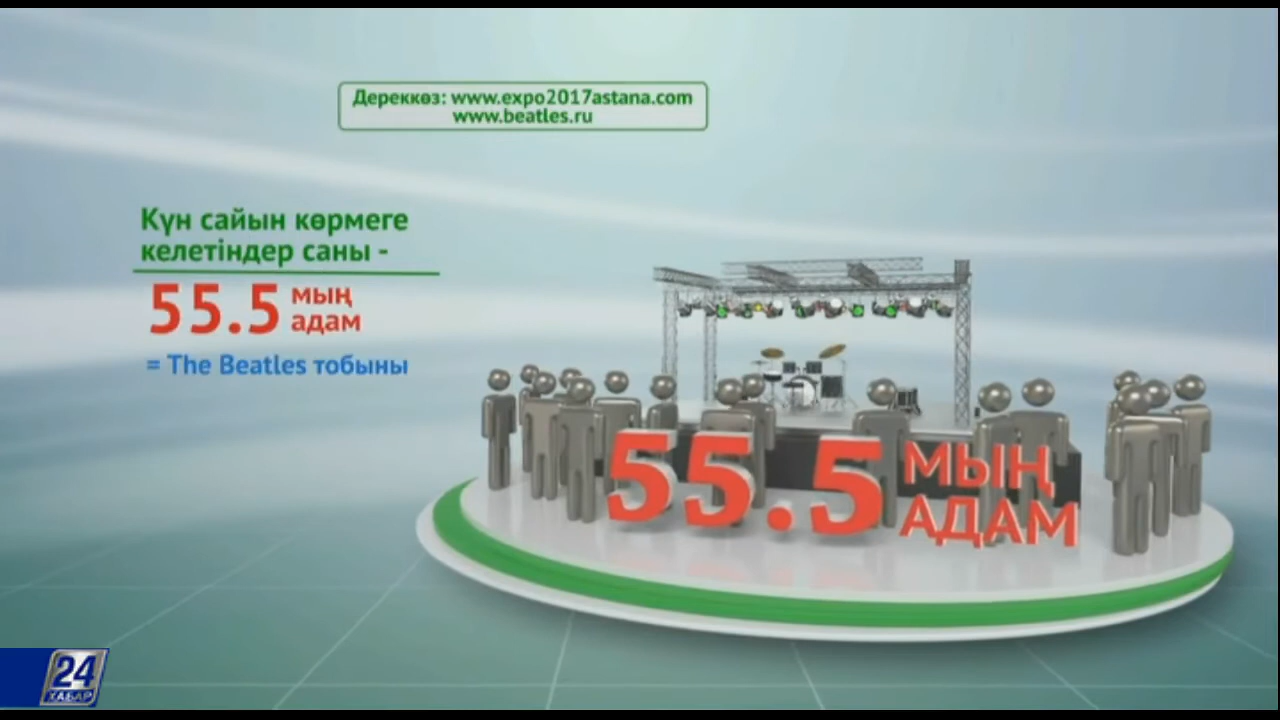 Дереккөз: www.expo2017astana.com
www.beatles.ru
Күн сайын көрмеге
келетіндер саны -
55.5 мың
адам
= The Beatles тобыны
55.5 МЫҢ
АДАМ
24
ХАБАР